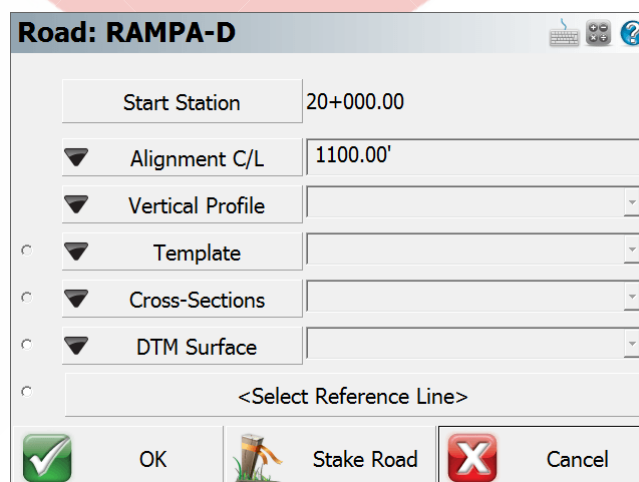 Road: RAMPA-D
Start Station 20+000.00
Alignment C/L 1100.00'
Vertical Profile
Template
Cross-Sections
DTM Surface
<Select Reference Line>
OK Stake Road Cancel